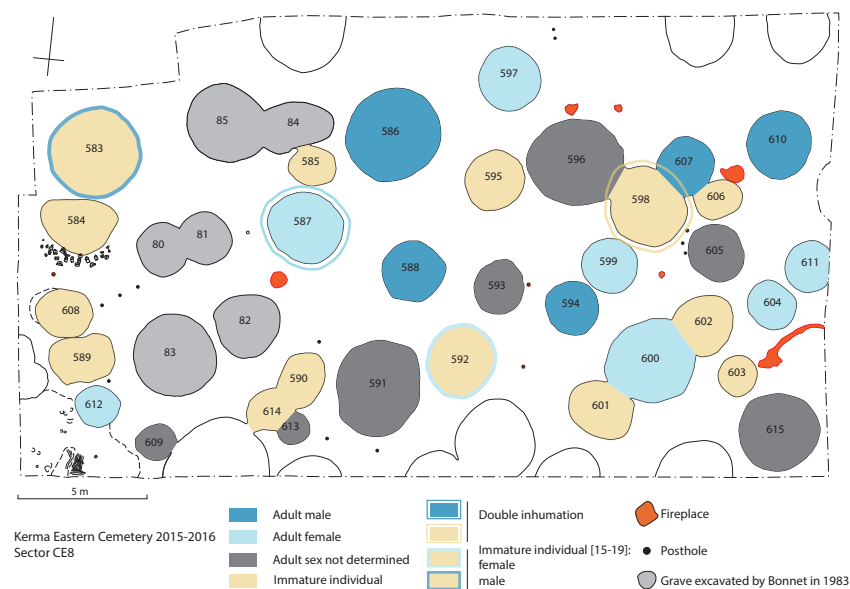 597
85
84
586
610
583
596
607
585
595
606
598
584
587
81
80
605
599
611
588
593
604
594
608
82
602
83
589
592
600
603
590
591
612
614
601
613
615
609
5 m
Kerma Eastern Cemetery 2015-2016
Sector CE8
Adult male
Adult female
Adult sex not determined
Immature individual
Double inhumation
Immature individual [15-19]:
female
male
Fireplace
Posthole
Grave excavated by Bonnet in 1983